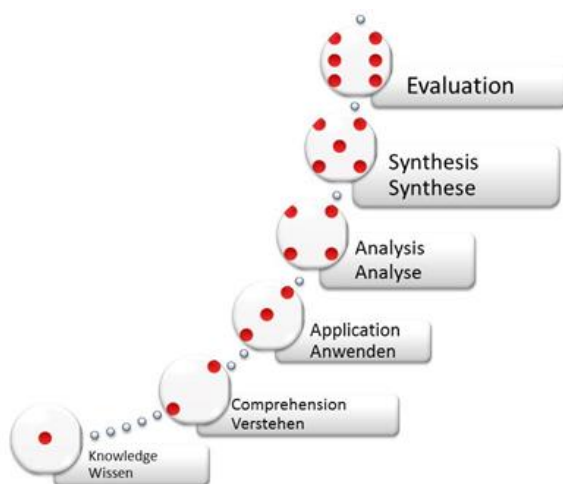 Evaluation
Synthesis
Synthese
Analysis
Analyse
Application
Anwenden
Comprehension
Verstehen
Knowledge
Wissen